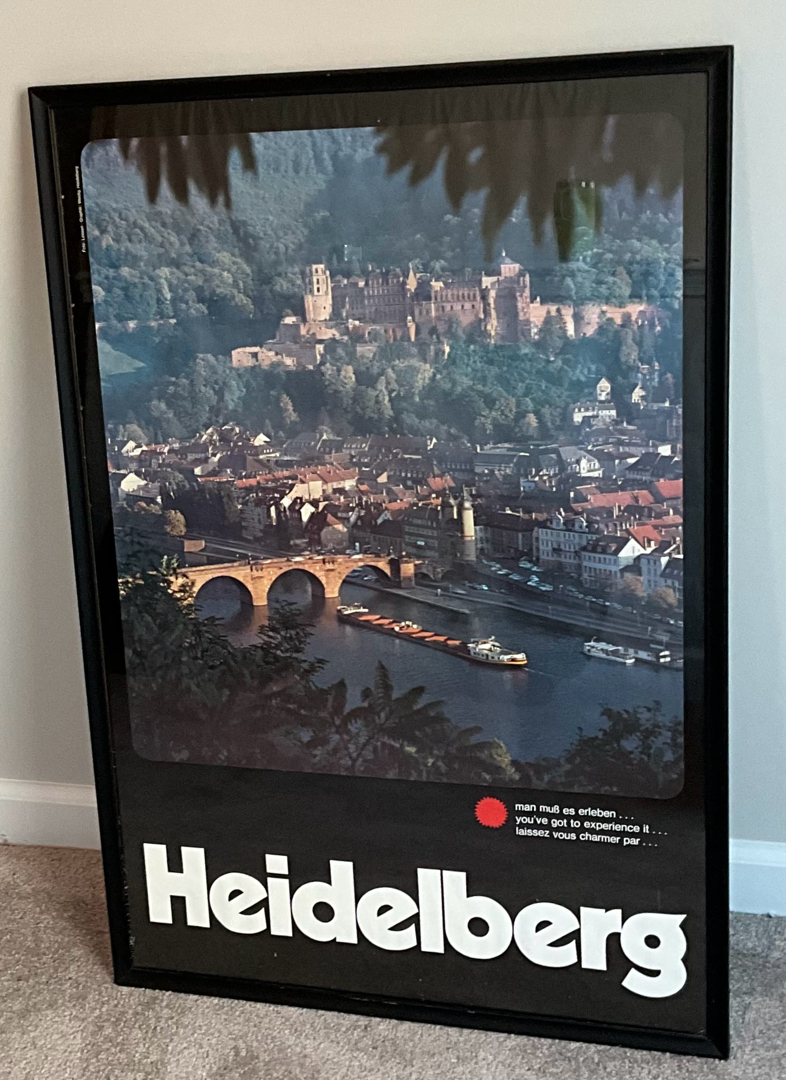 man muß es erleben . . .
you've got to experience it . . .
laissez vous charmer par . . .
Heidelberg